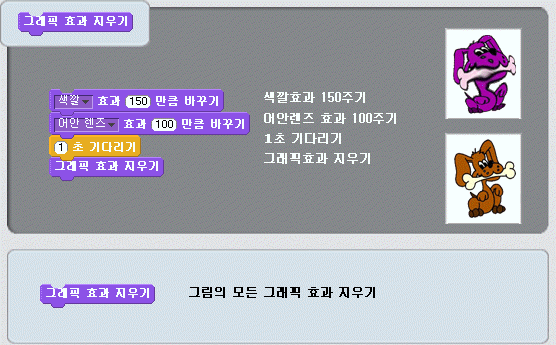 그래픽 효과 지우기
색깔 효과 150 만큼 바꾸기 색깔효과 150주기
어안 렌즈 효과 100 만큼 바꾸기 어안렌즈 효과 100주기
1 초 기다리기 1초 기다리기
그래픽 효과 지우기 그래픽효과 지우기
그래픽 효과 지우기 그림의 모든 그래픽 효과 지우기